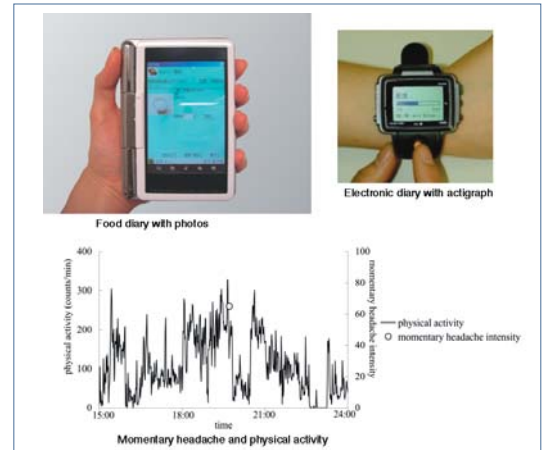 Food diary with photos
Electronic diary with actigraph
400
300
200
100
0
physical activity (counts/min)
100
80
60
40
20
0
momentary headache intensity
physical activity
momentary headache intensity
15:00
18:00
21:00
24:00
time
Momentary headache and physical activity